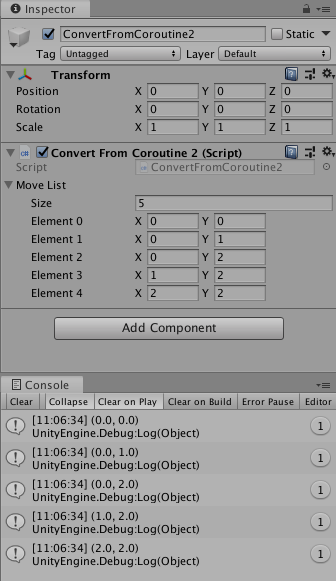 Inspector
ConvertFromCoroutine2 Static
Tag Untagged Layer Default
Transform
Position X 0 Y 0 Z 0
Rotation X 0 Y 0 Z 0
Scale X 1 Y 1 Z 1
C# Convert From Coroutine 2 (Script)
Script ConvertFromCoroutine2
Move List
Size 5
Element 0 X 0 Y 0
Element 1 X 0 Y 1
Element 2 X 0 Y 2
Element 3 X 1 Y 2
Element 4 X 2 Y 2
Add Component
Console
Clear Collapse Clear on Play Clear on Build Error Pause Editor
[11:06:34] (0.0, 0.0)
UnityEngine.Debug:Log(Object) 1
[11:06:34] (0.0, 1.0)
UnityEngine.Debug:Log(Object) 1
[11:06:34] (0.0, 2.0)
UnityEngine.Debug:Log(Object) 1
[11:06:34] (1.0, 2.0)
UnityEngine.Debug:Log(Object) 1
[11:06:34] (2.0, 2.0)
UnityEngine.Debug:Log(Object) 1